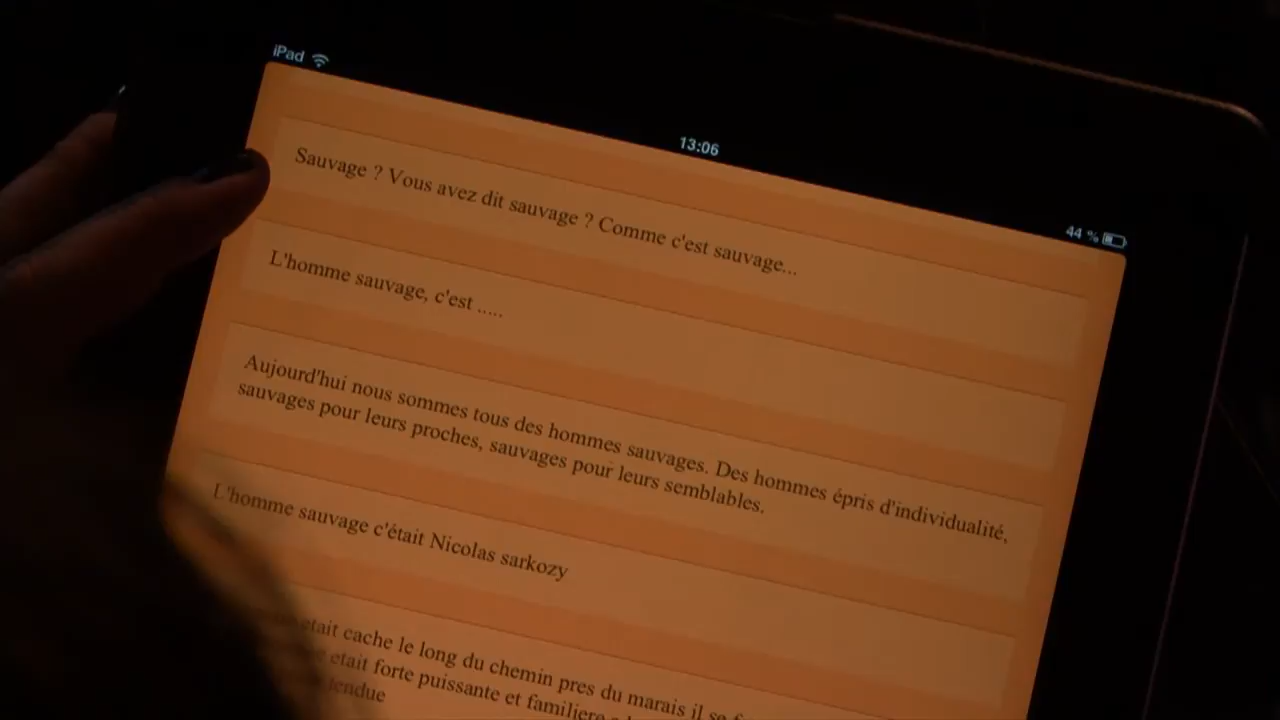 iPad
13:06
44 %
Sauvage ? Vous avez dit sauvage ? Comme c'est sauvage...
L'homme sauvage, c'est .....
Aujourd'hui nous sommes tous des hommes sauvages. Des hommes épris d'individualité,
sauvages pour leurs proches, sauvages pour leurs semblables.
L'homme sauvage c'était Nicolas sarkozy
etait cache le long du chemin pres du marais il se
etait forte puissante et familiere